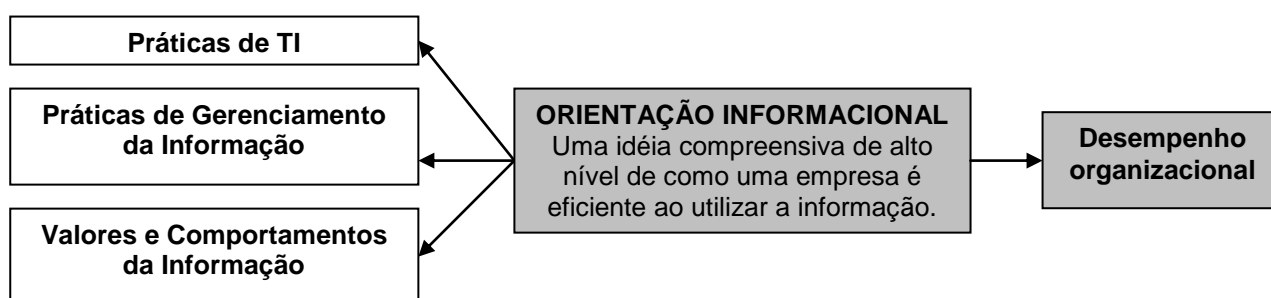 Práticas de TI
Práticas de Gerenciamento
da Informação
Valores e Comportamentos
da Informação
ORIENTAÇÃO INFORMACIONAL
Uma idéia compreensiva de alto
nível de como uma empresa é
eficiente ao utilizar a informação.
Desempenho
organizacional